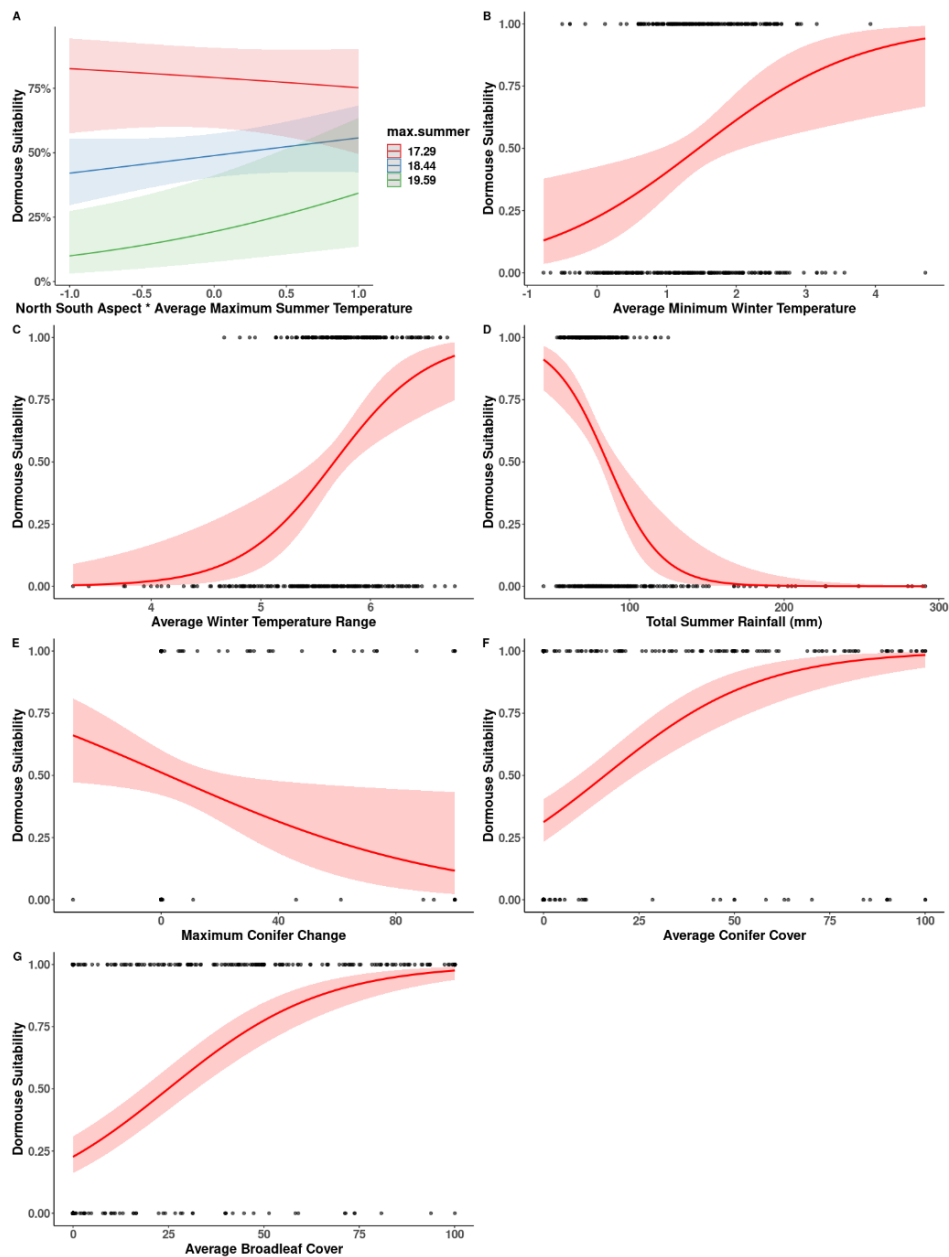 A
Dormouse Suitability
75%
50%
25%
0%
-1.0 -0.5 0.0 0.5 1.0
North South Aspect * Average Maximum Summer Temperature
max.summer
17.29
18.44
19.59
B
Dormouse Suitability
1.00
0.75
0.50
0.25
0.00
-1 0 1 2 3 4
Average Minimum Winter Temperature
C
Dormouse Suitability
1.00
0.75
0.50
0.25
0.00
4 5 6
Average Winter Temperature Range
D
Dormouse Suitability
1.00
0.75
0.50
0.25
0.00
100 200 300
Total Summer Rainfall (mm)
E
Dormouse Suitability
1.00
0.75
0.50
0.25
0.00
0 40 80
Maximum Conifer Change
F
Dormouse Suitability
1.00
0.75
0.50
0.25
0.00
0 25 50 75 100
Average Conifer Cover
G
Dormouse Suitability
1.00
0.75
0.50
0.25
0.00
0 25 50 75 100
Average Broadleaf Cover